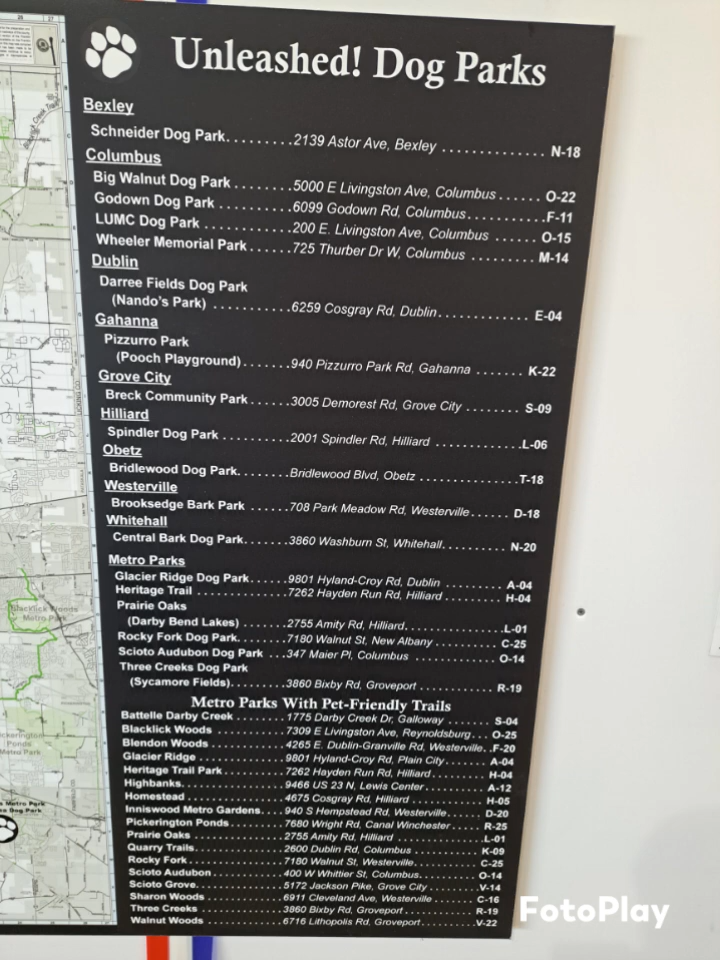 Unleashed! Dog Parks
Bexley
Schneider Dog Park..........2139 Astor Ave, Bexley ............... N-18
Columbus
Big Walnut Dog Park ........5000 E Livingston Ave, Columbus ...... O-22
Godown Dog Park ...........6099 Godown Rd, Columbus...........F-11
LUMC Dog Park ............200 E. Livingston Ave, Columbus ...... O-15
Wheeler Memorial Park......725 Thurber Dr W, Columbus ......... M-14
Dublin
Darree Fields Dog Park
(Nando's Park) ............6259 Cosgray Rd, Dublin.............. E-04
Gahanna
Pizzurro Park
(Pooch Playground).......940 Pizzurro Park Rd, Gahanna ....... K-22
Grove City
Breck Community Park......3005 Demorest Rd, Grove City ........ S-09
Hilliard
Spindler Dog Park ..........2001 Spindler Rd, Hilliard .............L-06
Obetz
Bridlewood Dog Park........Bridlewood Blvd, Obetz ...............T-18
Westerville
Brooksedge Bark Park ......708 Park Meadow Rd, Westerville...... D-18
Whitehall
Central Bark Dog Park.......3860 Washburn St, Whitehall.......... N-20
Metro Parks
Glacier Ridge Dog Park......9801 Hyland-Croy Rd, Dublin ......... A-04
Heritage Trail ..............7262 Hayden Run Rd, Hilliard ......... H-04
Prairie Oaks
(Darby Bend Lakes) .......2755 Amity Rd, Hilliard...............L-01
Rocky Fork Dog Park........7180 Walnut St, New Albany .......... C-25
Scioto Audubon Dog Park ...347 Maier Pl, Columbus ............. O-14
Three Creeks Dog Park
(Sycamore Fields).........3860 Bixby Rd, Groveport ............ R-19
Metro Parks With Pet-Friendly Trails
Battelle Darby Creek ........1775 Darby Creek Dr, Galloway ....... S-04
Blacklick Woods ...........7309 E Livingston Ave, Reynoldsburg... O-25
Blendon Woods ............4265 E. Dublin-Granville Rd, Westerville..F-20
Glacier Ridge ..............9801 Hyland-Croy Rd, Plain City....... A-04
Heritage Trail Park..........7262 Hayden Run Rd, Hilliard ......... H-04
Highbanks................9466 US 23 N, Lewis Center........... A-12
Homestead ...............4675 Cosgray Rd, Hilliard ............ H-05
Inniswood Metro Gardens....940 S Hempstead Rd, Westerville...... D-20
Pickerington Ponds .........7680 Wright Rd, Canal Winchester ..... R-25
Prairie Oaks ..............2755 Amity Rd, Hilliard ..............L-01
Quarry Trails..............2600 Dublin Rd, Columbus ........... K-09
Rocky Fork ...............7180 Walnut St, Westerville............ C-25
Scioto Audubon ...........400 W Whittier St, Columbus.......... O-14
Scioto Grove..............5172 Jackson Pike, Grove City .........V-14
Sharon Woods ............6911 Cleveland Ave, Westerville ....... C-16
Three Creeks .............3860 Bixby Rd, Groveport............. R-19
Walnut Woods ............6716 Lithopolis Rd, Groveport..........V-22
Blacklick Woods
Metro Park
Ponds
Metro Park
FotoPlay